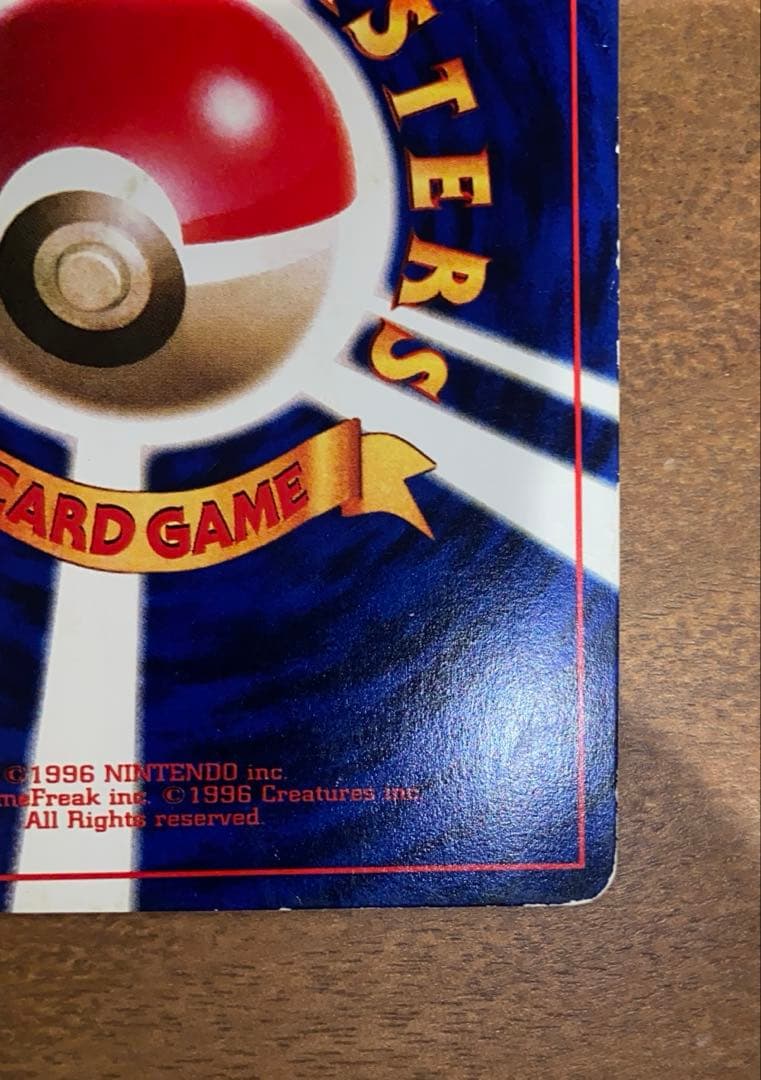 STERS
CARD GAME
©1996 NINTENDO inc.
meFreak inc. ©1996 Creatures inc.
All Rights reserved.